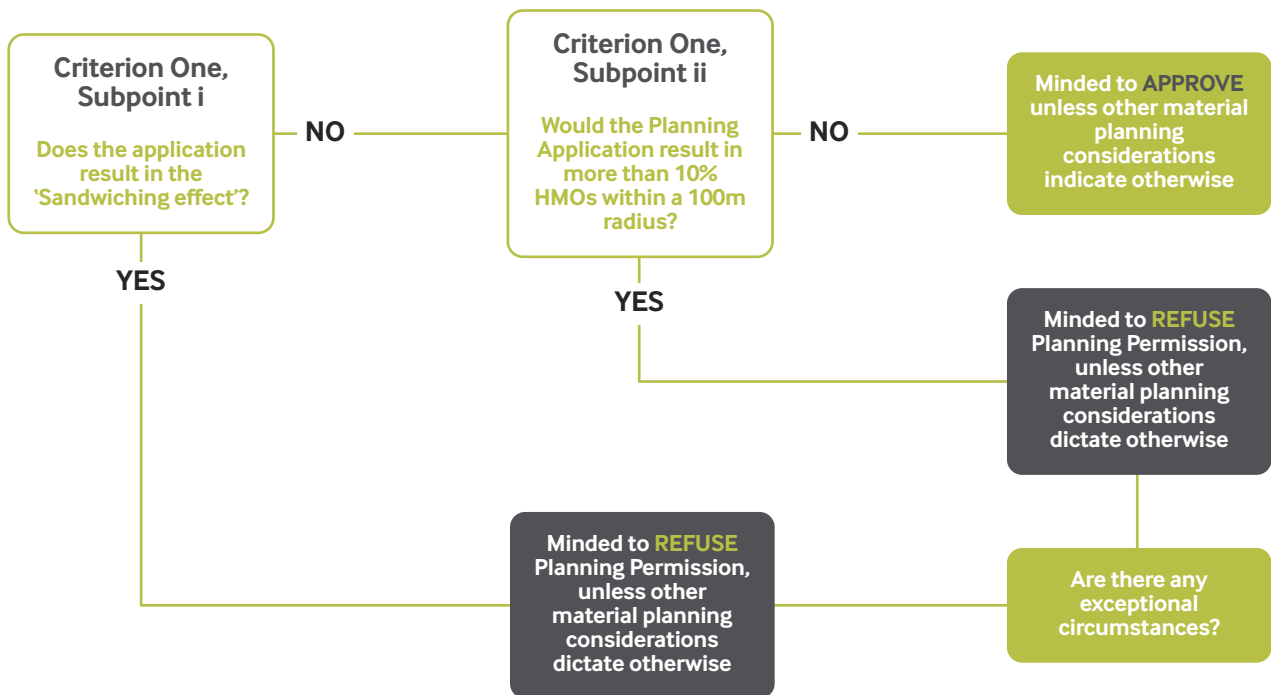 Criterion One,
Subpoint i
Does the application
result in the
‘Sandwiching effect’?
NO
YES
Criterion One,
Subpoint ii
Would the Planning
Application result in
more than 10%
HMOs within a 100m
radius?
NO
YES
Minded to APPROVE
unless other material
planning
considerations
indicate otherwise
Minded to REFUSE
Planning Permission,
unless other
material planning
considerations
dictate otherwise
Minded to REFUSE
Planning Permission,
unless other
material planning
considerations
dictate otherwise
Are there any
exceptional
circumstances?